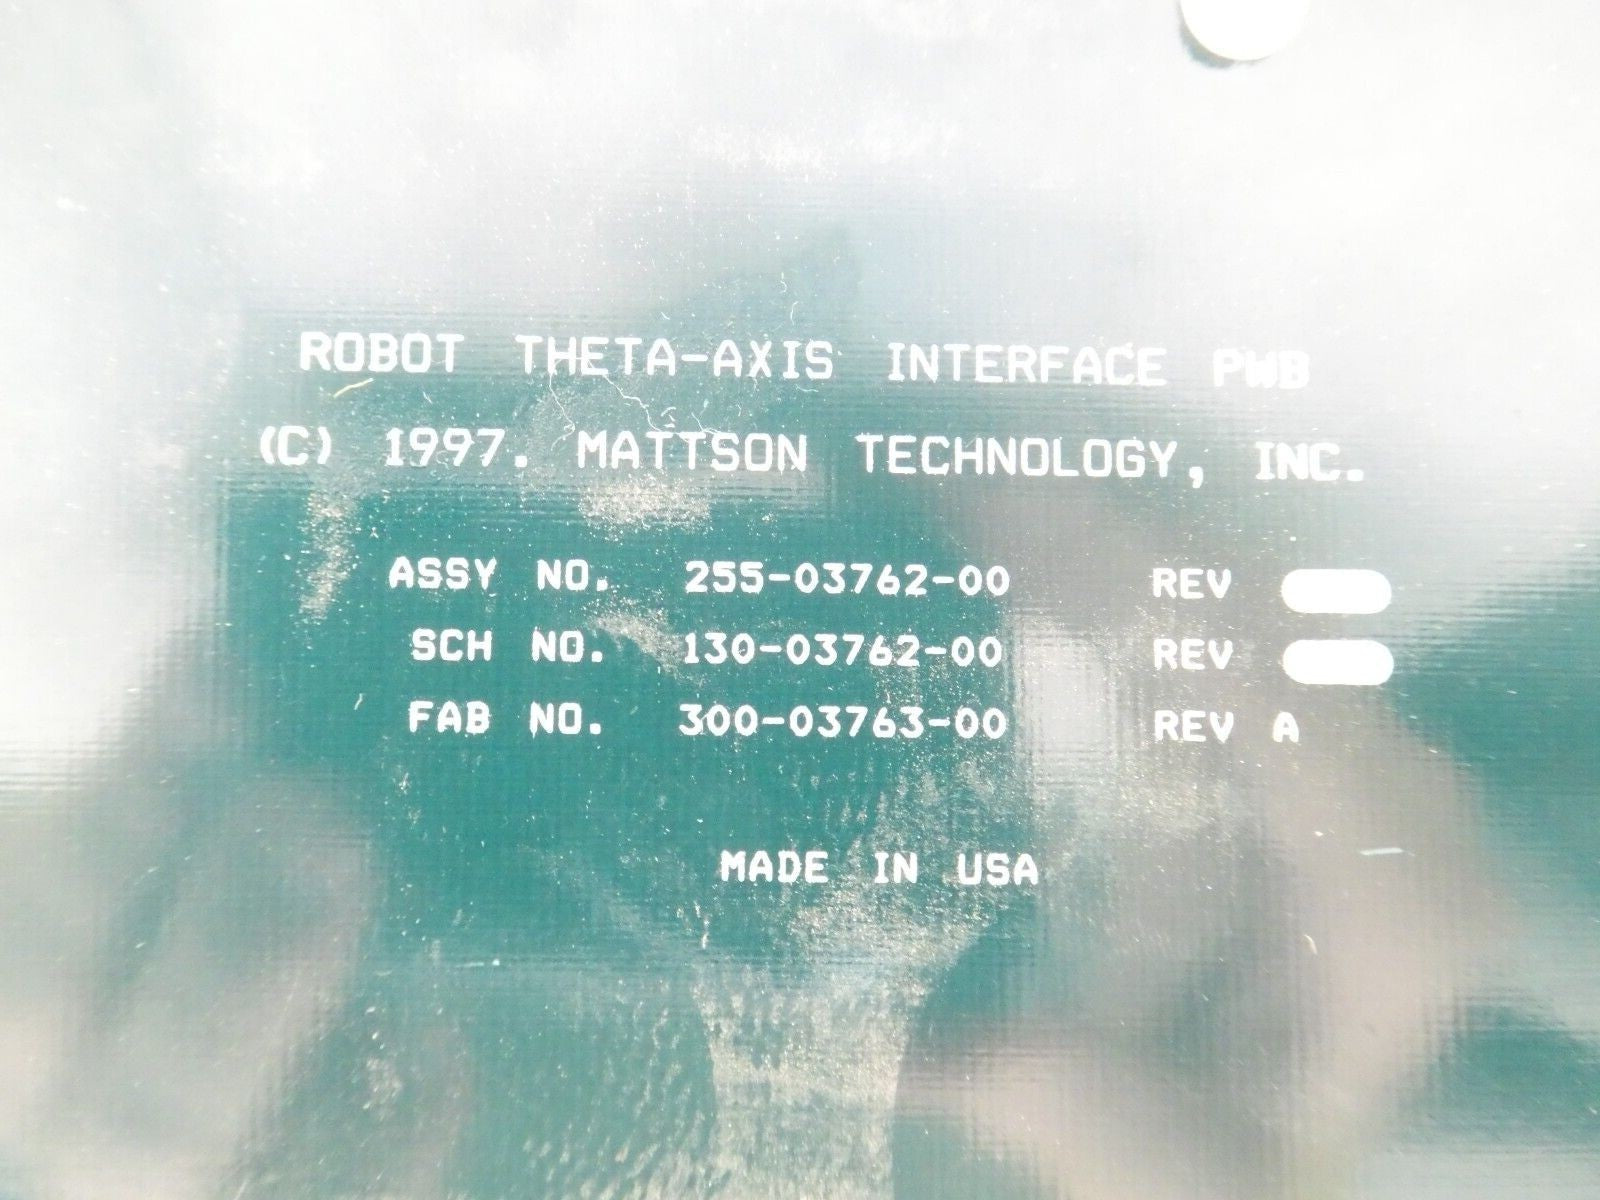 ROBOT THETA-AXIS INTERFACE PWB
(C) 1997. MATTSON TECHNOLOGY, INC.
ASSY NO. 255-03762-00 REV
SCH NO. 130-03762-00 REV
FAB NO. 300-03763-00 REV A
MADE IN USA